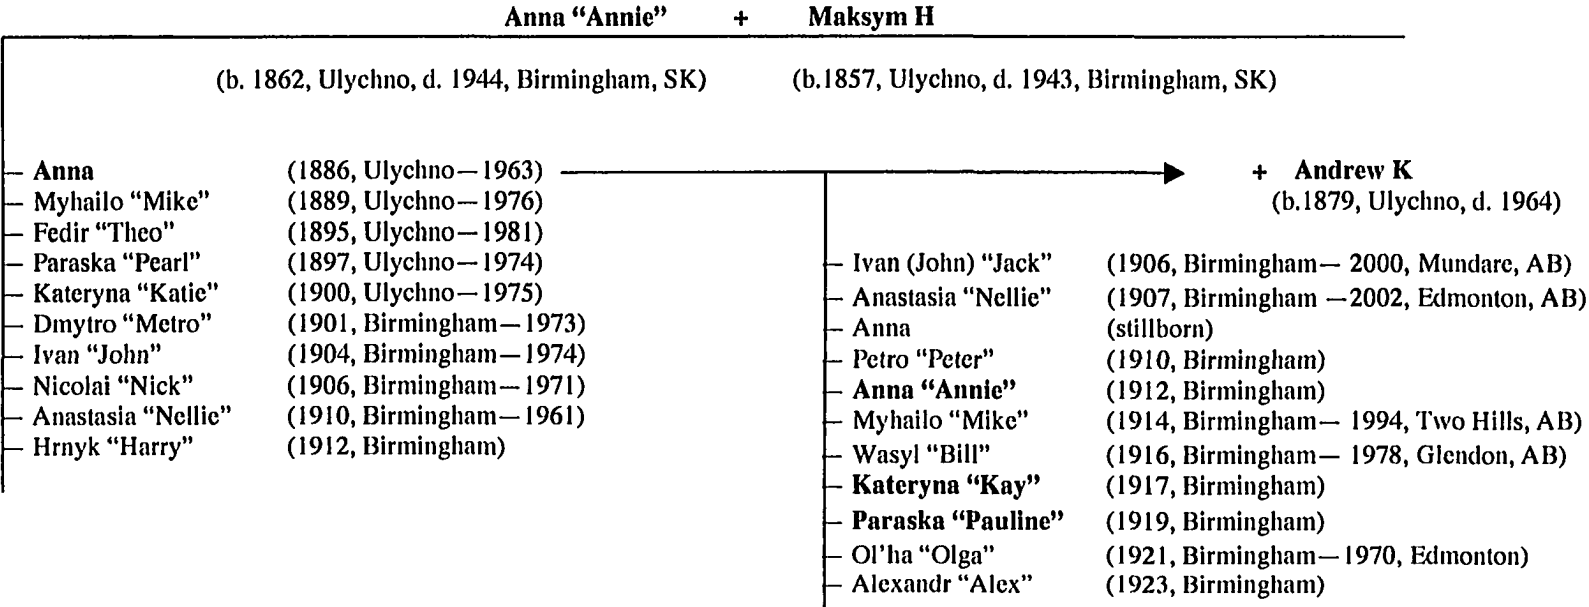 Anna “Annie” + Maksym H
(b. 1862, Ulychno, d. 1944, Birmingham, SK) (b.1857, Ulychno, d. 1943, Birmingham, SK)
Anna (1886, Ulychno—1963)
Myhailo “Mike” (1889, Ulychno—1976)
Fedir “Theo” (1895, Ulychno—1981)
Paraska “Pearl” (1897, Ulychno—1974)
Kateryna “Katie” (1900, Ulychno—1975)
Dmytro “Metro” (1901, Birmingham—1973)
Ivan “John” (1904, Birmingham—1974)
Nicolai “Nick” (1906, Birmingham—1971)
Anastasia “Nellie” (1910, Birmingham—1961)
Hrnyk “Harry” (1912, Birmingham)
+ Andrew K
(b.1879, Ulychno, d. 1964)
Ivan (John) “Jack” (1906, Birmingham— 2000, Mundare, AB)
Anastasia “Nellie” (1907, Birmingham —2002, Edmonton, AB)
Anna (stillborn)
Petro “Peter” (1910, Birmingham)
Anna “Annie” (1912, Birmingham)
Myhailo “Mike” (1914, Birmingham— 1994, Two Hills, AB)
Wasyl “Bill” (1916, Birmingham— 1978, Glendon, AB)
Kateryna “Kay” (1917, Birmingham)
Paraska “Pauline” (1919, Birmingham)
Ol’ha “Olga” (1921, Birmingham—1970, Edmonton)
Alexandr “Alex” (1923, Birmingham)